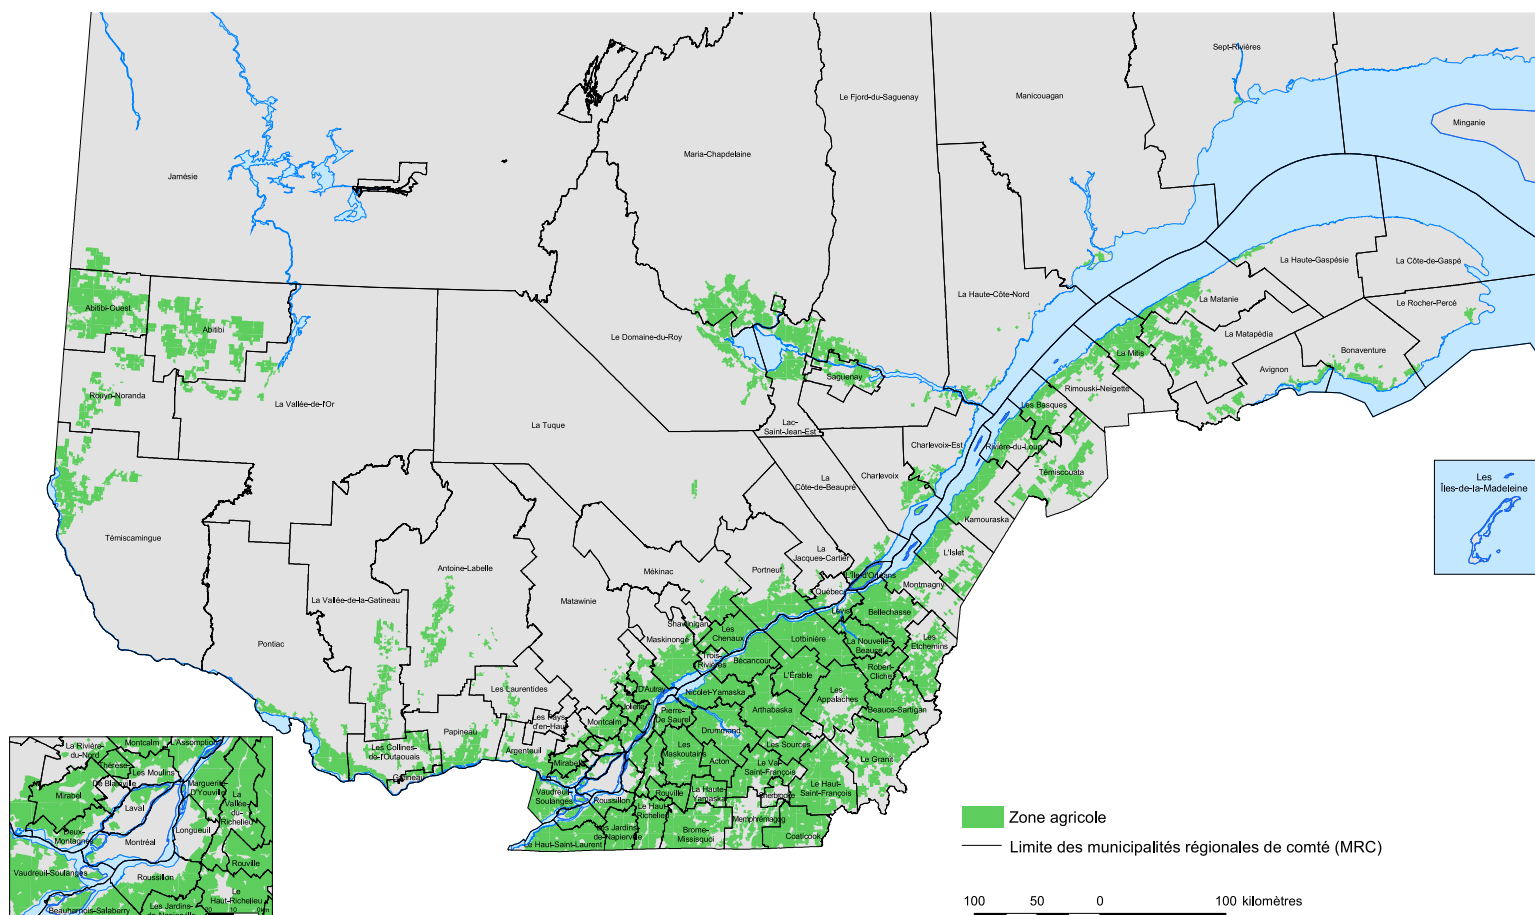 Sept-Rivières
Le Fjord-du-Saguenay
Manicouagan
Minganie
Maria-Chapdelaine
Jamésie
La Haute-Gaspésie
La Côte-de-Gaspé
La Haute-Côte-Nord
La Matanie
Le Rocher-Percé
Abitibi-Ouest
Abitibi
Le Domaine-du-Roy
La Matapédia
La Mitis
Bonaventure
Avignon
Saguenay
Rimouski-Neigette
Rouyn-Noranda
La Vallée-de-l'Or
Les Basques
La Tuque
Lac-
Saint-Jean-Est
Charlevoix-Est
Rivière-du-Loup
Témiscouata
Charlevoix
La
Côte-de-Beaupré
Les
Îles-de-la-Madeleine
Kamouraska
Témiscamingue
L'Islet
La
Jacques-Cartier
Portneuf
Mékinac
Antoine-Labelle
L'Île-d'Orléans
Montmagny
Québec
La Vallée-de-la-Gatineau
Matawinie
Lévis
Bellechasse
Shawinigan
Maskinongé
Les
Chenaux
Lotbinière
La Nouvelle-
Beauce
Les
Etchemins
Pontiac
Trois-
Rivières
Bécancour
Robert-
Cliche
L'Érable
Les Laurentides
D'Autray
Nicolet-Yamaska
Les
Appalaches
Joliette
Pierre-
De Saurel
Arthabaska
Beauce-Sartigan
Les Pays-
d'en-Haut
Montcalm
Papineau
Drummond
Les Collines-
de-l'Outaouais
Argenteuil
Les
Maskoutains
Les Sources
Mirabel
Acton
Le Val-
Saint-François
Le Granit
Gatineau
Vaudreuil-
Soulanges
Roussillon
Rouville
La Haute-
Yamaska
Sherbrooke
Le Haut-
Saint-François
Le Haut-
Richelieu
Memphrémagog
Les Jardins-
de-Napierville
Brome-
Missisquoi
Coaticook
Le Haut-Saint-Laurent
La Rivière-
du-Nord
Montcalm
L'Assomption
Thérèse-
De Blainville
Les Moulins
Marguerite-
D'Youville
Mirabel
Laval
La
Vallée-
du-
Richelieu
Deux-
Montagnes
Montréal
Longueuil
Vaudreuil-Soulanges
Roussillon
Rouville
Le
Haut-Richelieu
Beauharnois-Salaberry
Les Jardins-
de-Napierville
20 10 0km
Zone agricole
Limite des municipalités régionales de comté (MRC)
100 50 0 100 kilomètres